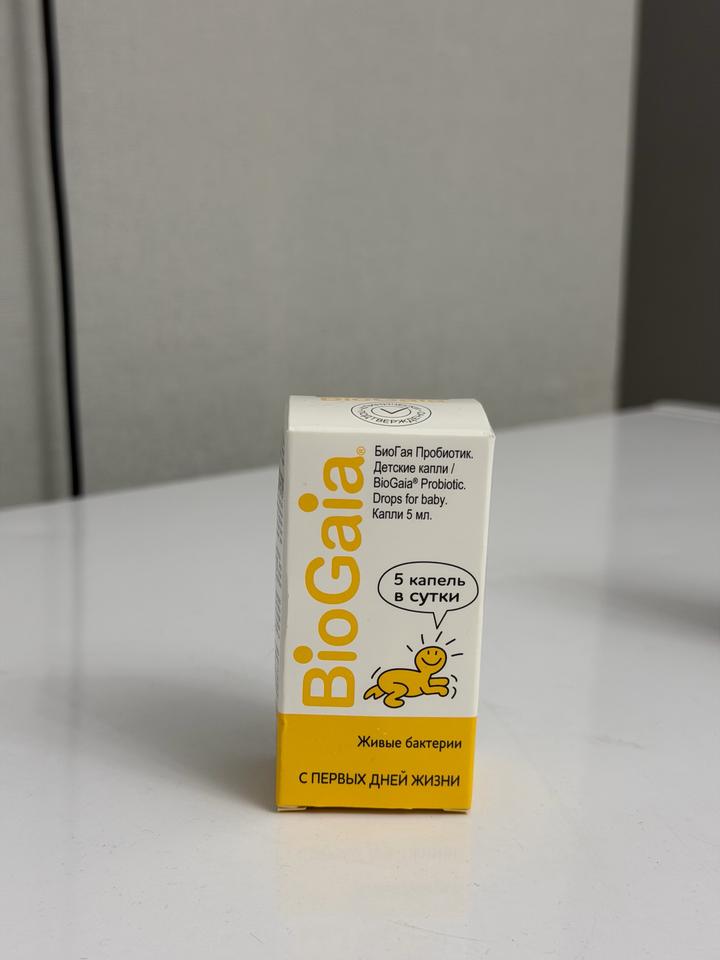 BioGaia
BioGaia®
БиоГая Пробиотик.
Детские капли /
BioGaia® Probiotic.
Drops for baby.
Капли 5 мл.
5 капель
в сутки
Живые бактерии
С ПЕРВЫХ ДНЕЙ ЖИЗНИ